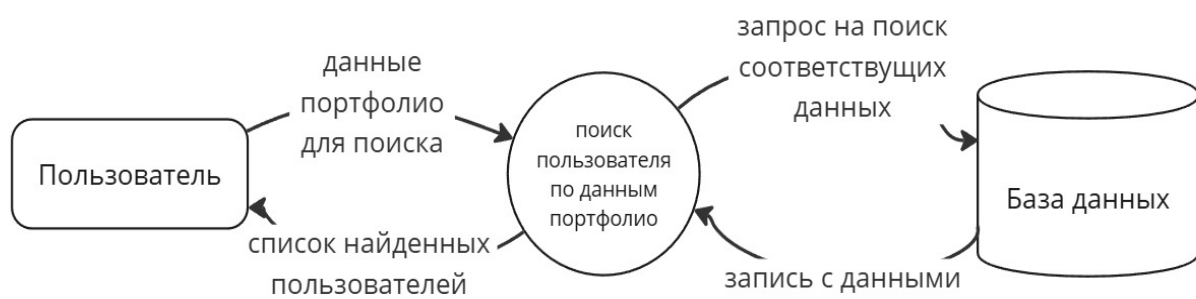 Пользователь
данные
портфолио
для поиска
список найденных
пользователей
поиск
пользователя
по данным
портфолио
запрос на поиск
соответствущих
данных
запись с данными
База данных